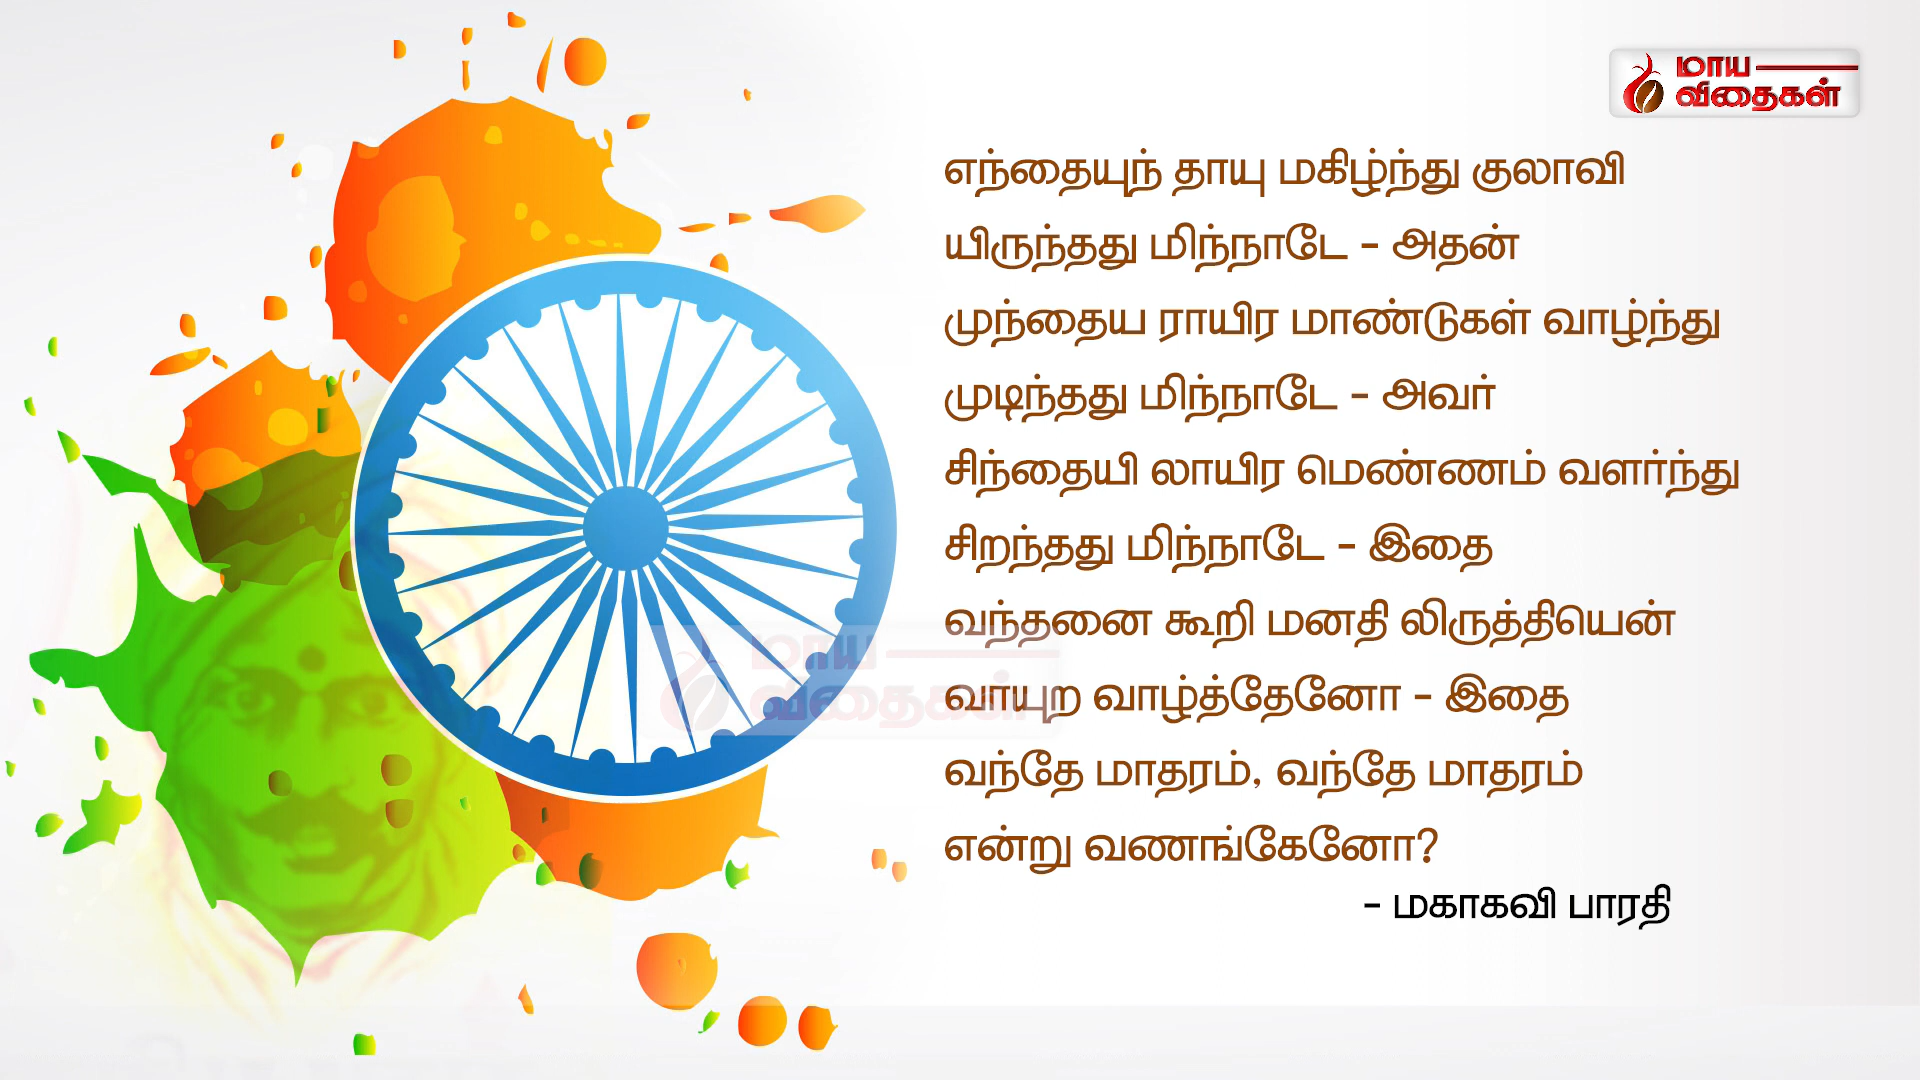 மாய
விதைகள்
எந்தையுந் தாயு மகிழ்ந்து குலாவி
யிருந்தது மிந்நாடே - அதன்
முந்தைய ராயிர மாண்டுகள் வாழ்ந்து
முடிந்தது மிந்நாடே - அவர்
சிந்தையி லாயிர மெண்ணம் வளர்ந்து
சிறந்தது மிந்நாடே - இதை
வந்தனை கூறி மனதி லிருத்தியென்
வாயுற வாழ்த்தேனோ - இதை
வந்தே மாதரம், வந்தே மாதரம்
என்று வணங்கேனோ?
- மகாகவி பாரதி
மாய
விதைகள்